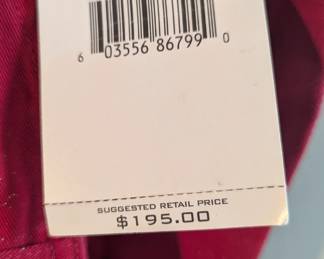 6 03556 86799 0
SUGGESTED RETAIL PRICE
$195.00